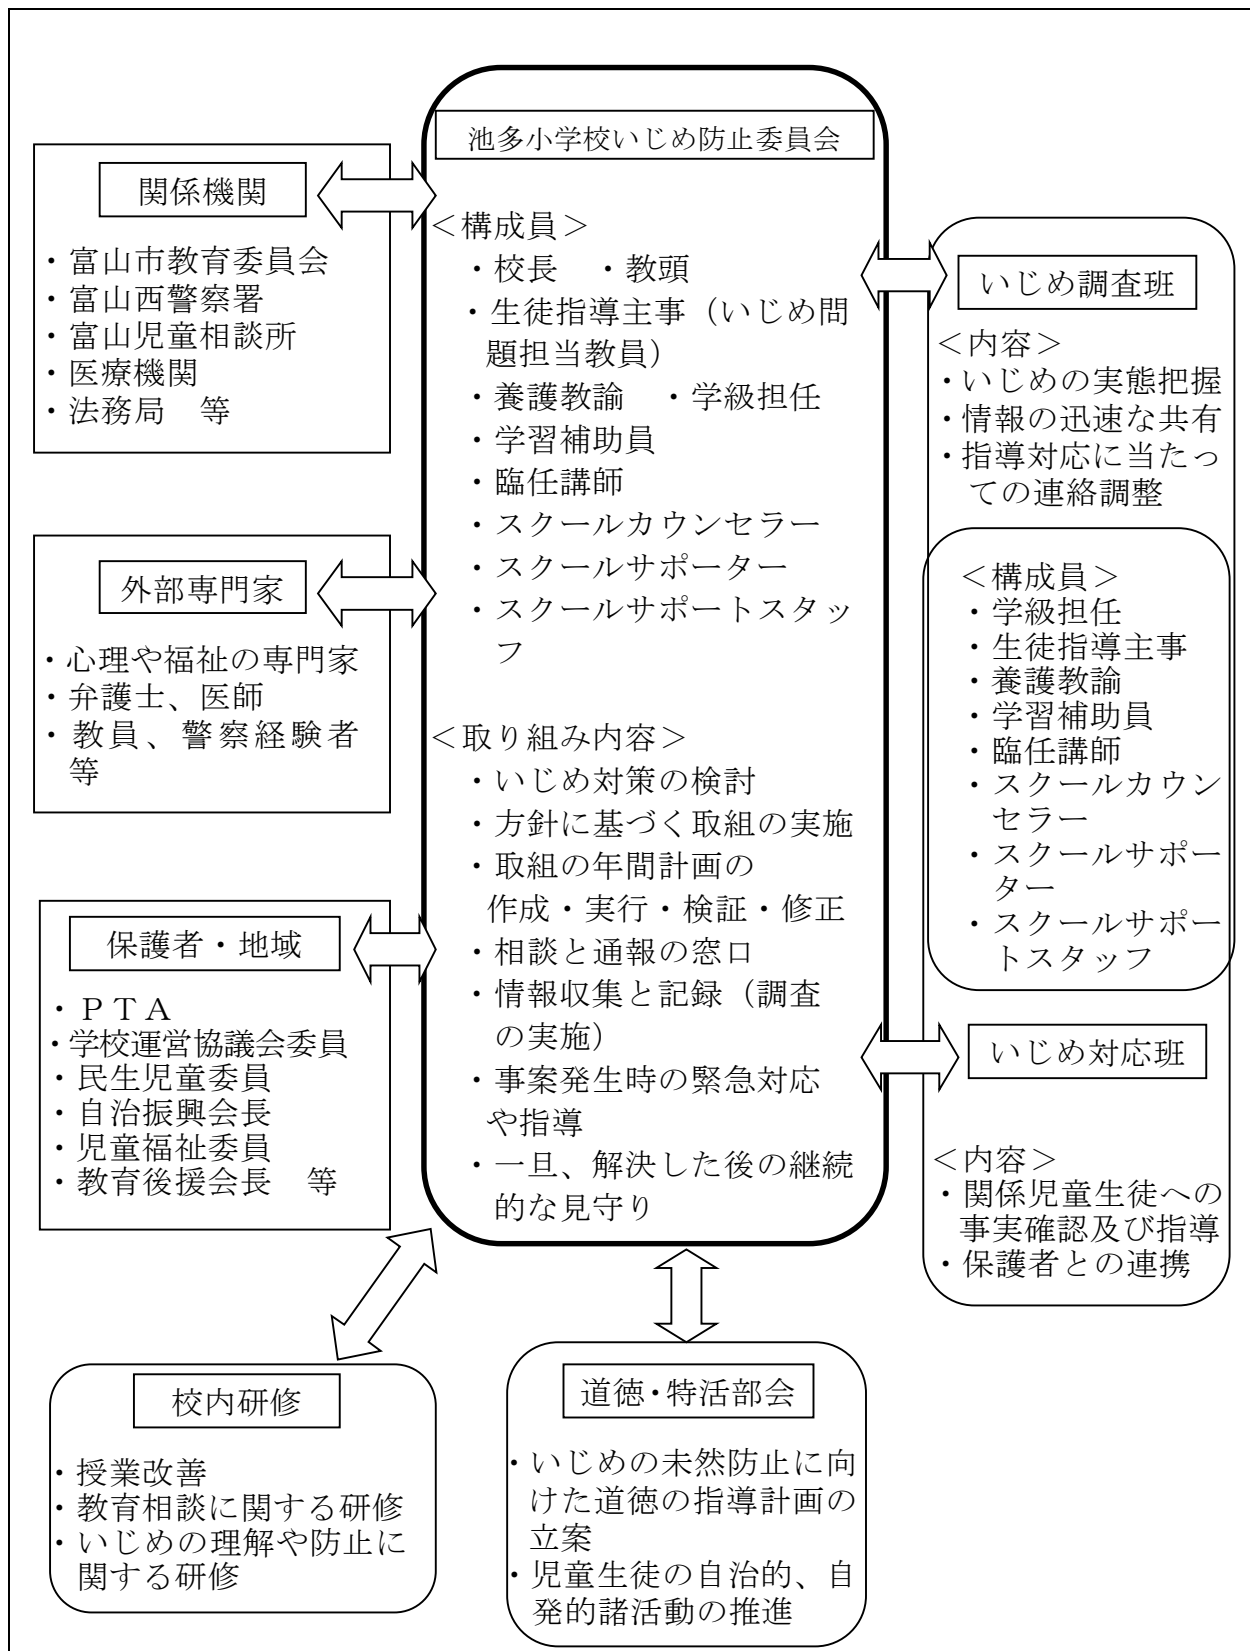 池多小学校いじめ防止委員会
＜構成員＞
・校長　・教頭
・生徒指導主事（いじめ問
題担当教員）
・養護教諭　・学級担任
・学習補助員
・臨任講師
・スクールカウンセラー
・スクールサポーター
・スクールサポートスタッ
フ
＜取り組み内容＞
・いじめ対策の検討
・方針に基づく取組の実施
・取組の年間計画の
作成・実行・検証・修正
・相談と通報の窓口
・情報収集と記録（調査
の実施）
・事案発生時の緊急対応
や指導
・一旦、解決した後の継続
的な見守り
関係機関
・富山市教育委員会
・富山西警察署
・富山児童相談所
・医療機関
・法務局　等
外部専門家
・心理や福祉の専門家
・弁護士、医師
・教員、警察経験者
等
保護者・地域
・ＰＴＡ
・学校運営協議会委員
・民生児童委員
・自治振興会長
・児童福祉委員
・教育後援会長　等
いじめ調査班
＜内容＞
・いじめの実態把握
・情報の迅速な共有
・指導対応に当たっ
ての連絡調整
＜構成員＞
・学級担任
・生徒指導主事
・養護教諭
・学習補助員
・臨任講師
・スクールカウン
セラー
・スクールサポー
ター
・スクールサポー
トスタッフ
いじめ対応班
＜内容＞
・関係児童生徒への
事実確認及び指導
・保護者との連携
校内研修
・授業改善
・教育相談に関する研修
・いじめの理解や防止に
関する研修
道徳・特活部会
・いじめの未然防止に向
けた道徳の指導計画の
立案
・児童生徒の自治的、自
発的諸活動の推進